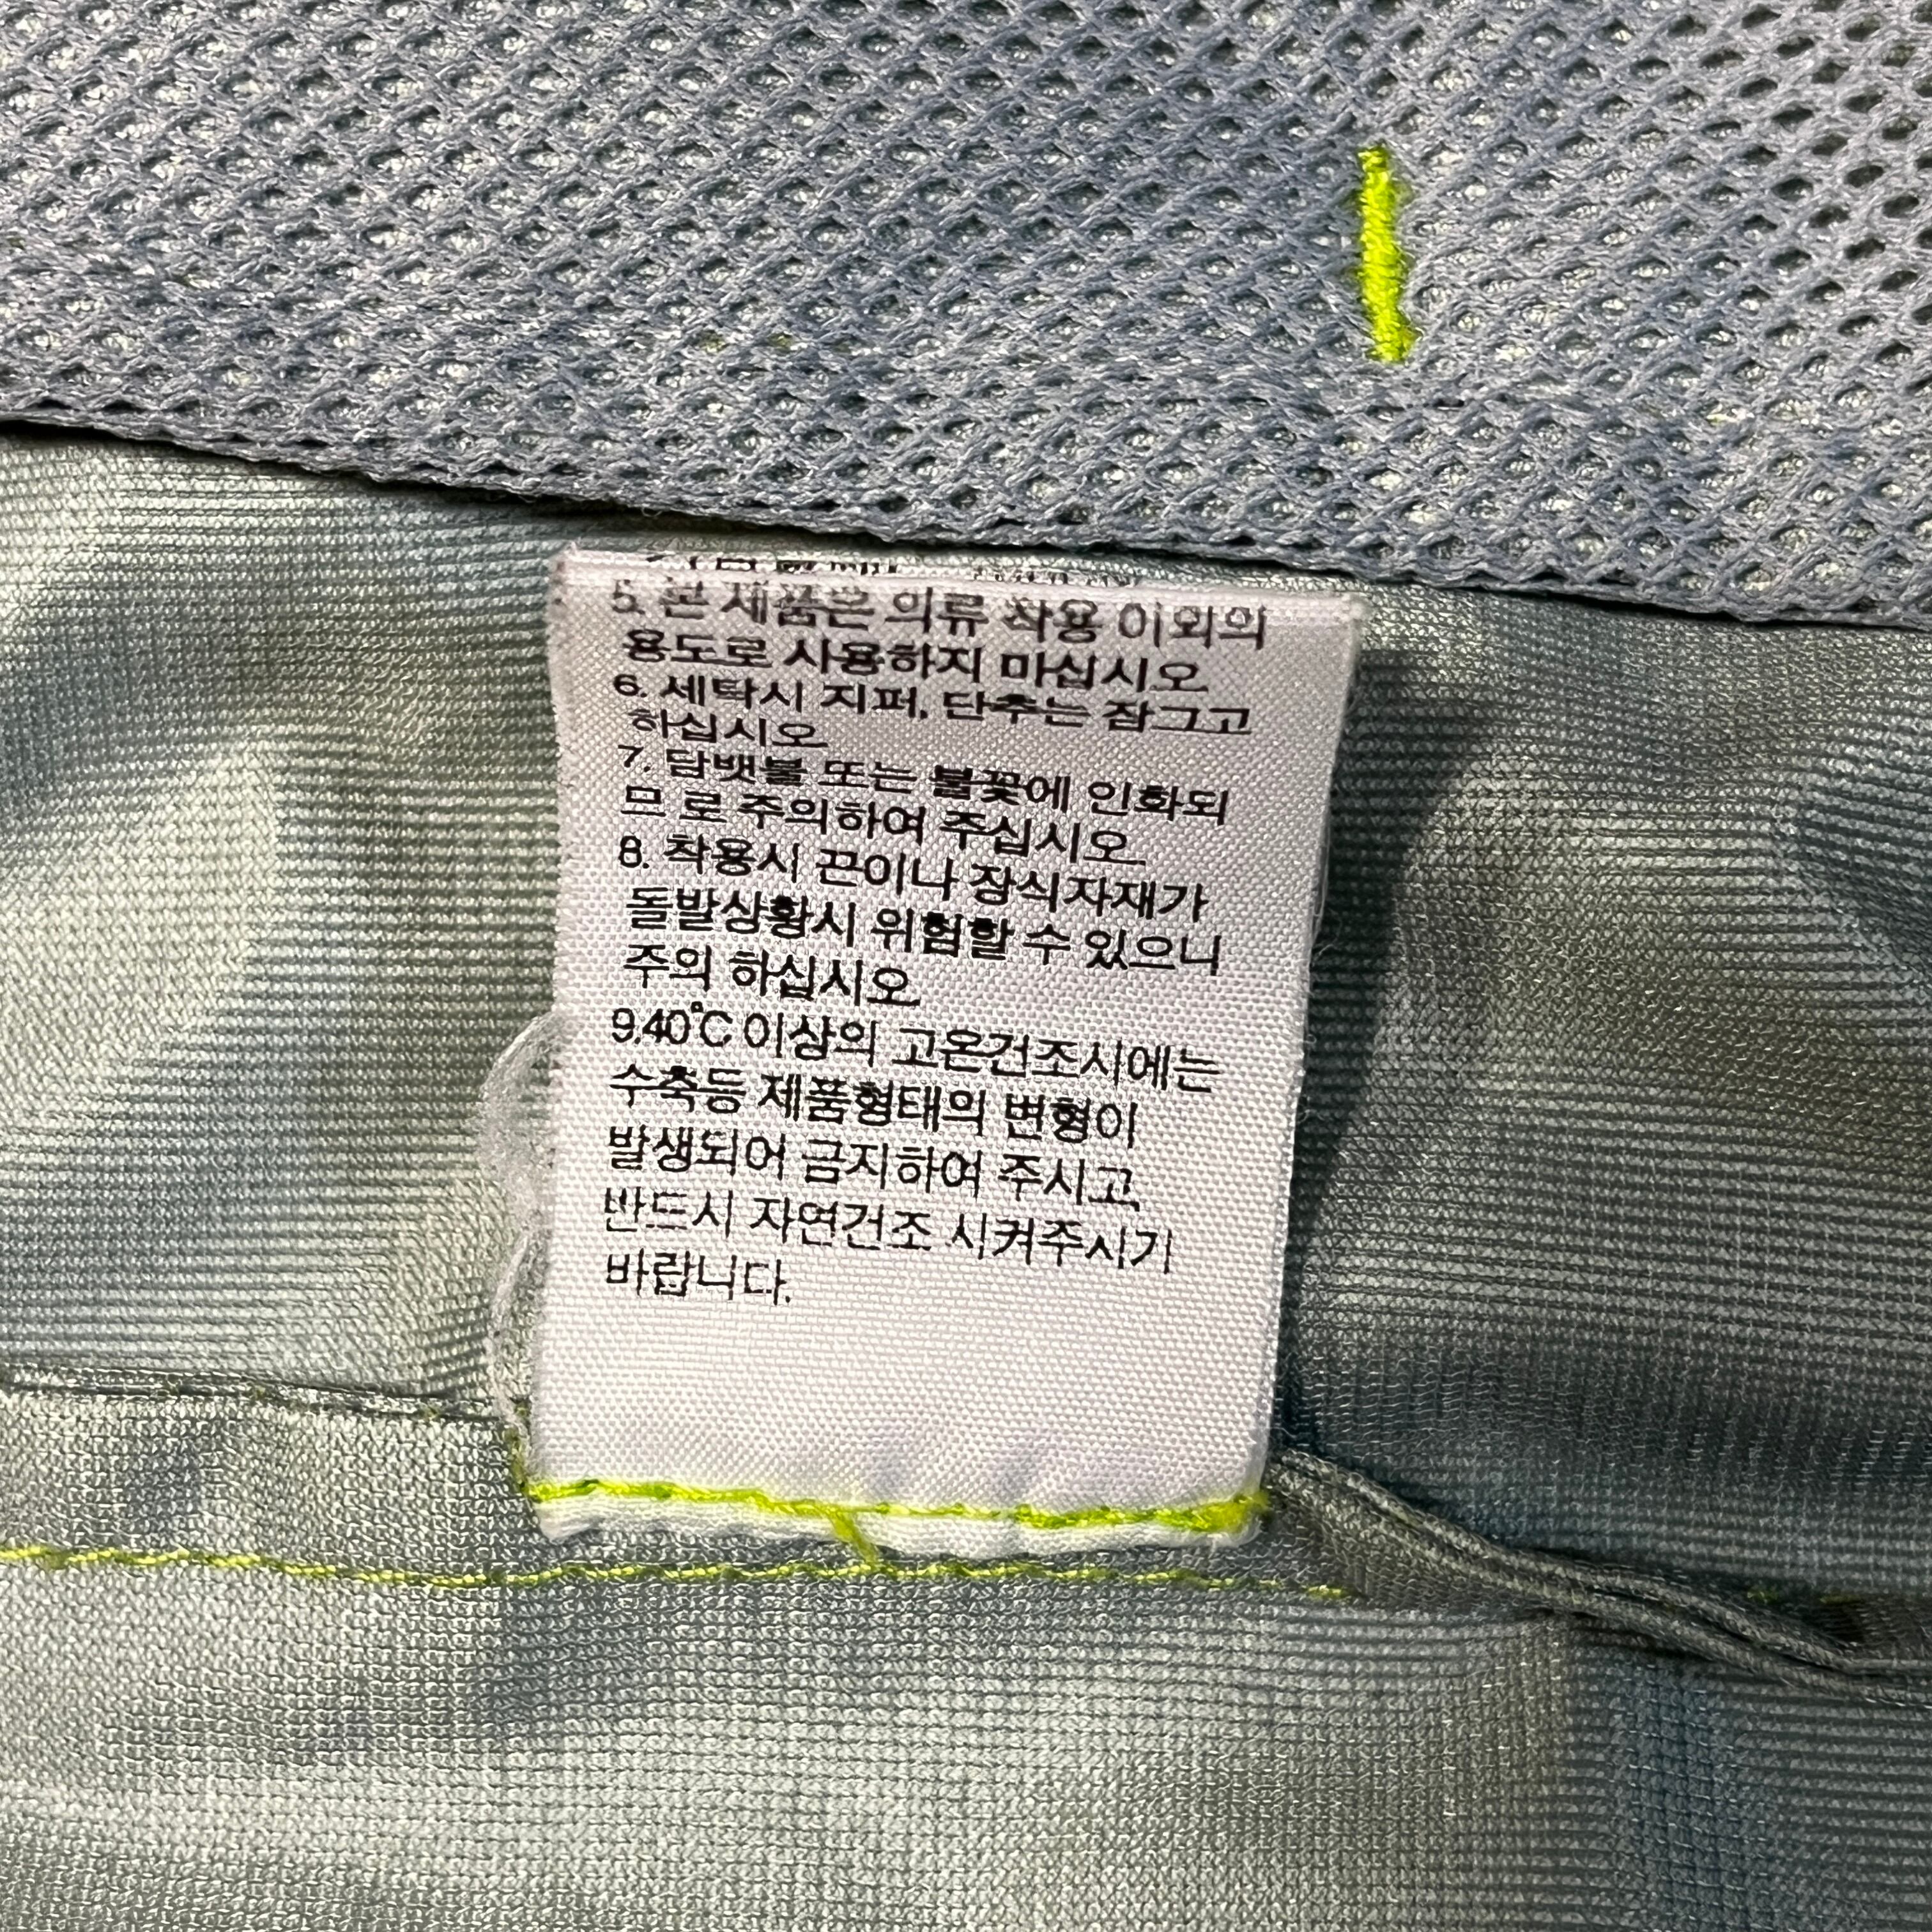 5. 본 제품은 의류 착용 이외의
용도로 사용하지 마십시오
6. 세탁시 지퍼, 단추는 잠그고
하십시오
7. 담뱃불 또는 불꽃에 인화되
므 로 주의하여 주십시오.
8. 착용시 끈이나 장식자재가
돌발상황시 위험할 수 있으니
주의 하십시오.
9.40°C 이상의 고온건조시에는
수축등 제품형태의 변형이
발생되어 금지하여 주시고,
반드시 자연건조 시켜주시기
바랍니다.